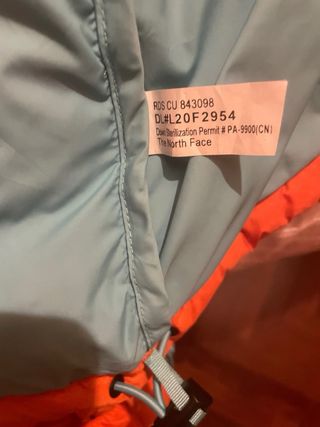 RDS CU 843098
DL#L20F2954
Down Sterilization Permit # PA-9900(CN)
The North Face